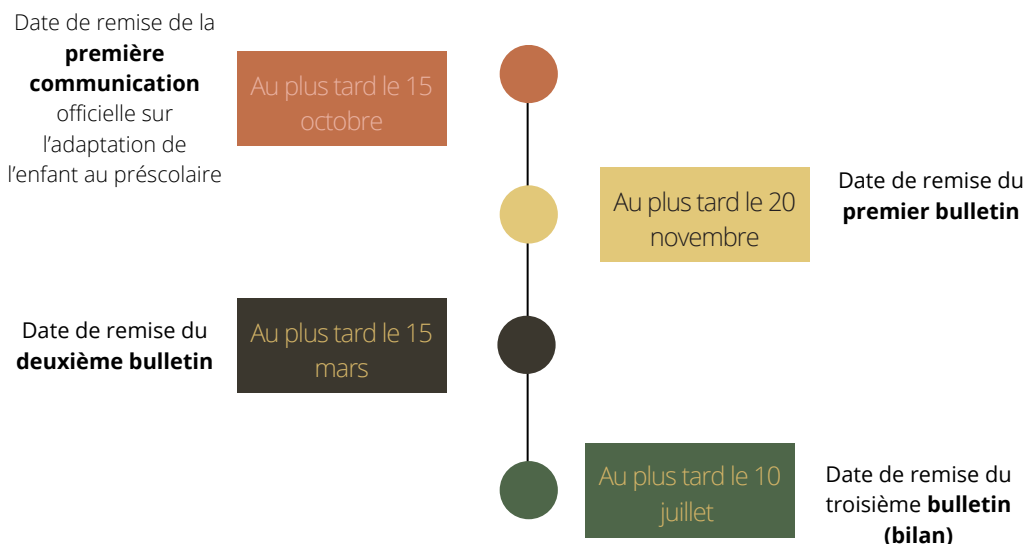 Date de remise de la
première
communication
officielle sur
l'adaptation de
l'enfant au préscolaire
Au plus tard le 15
octobre
Au plus tard le 20
novembre
Date de remise du
premier bulletin
Date de remise du
deuxième bulletin
Au plus tard le 15
mars
Au plus tard le 10
juillet
Date de remise du
troisième bulletin
(bilan)